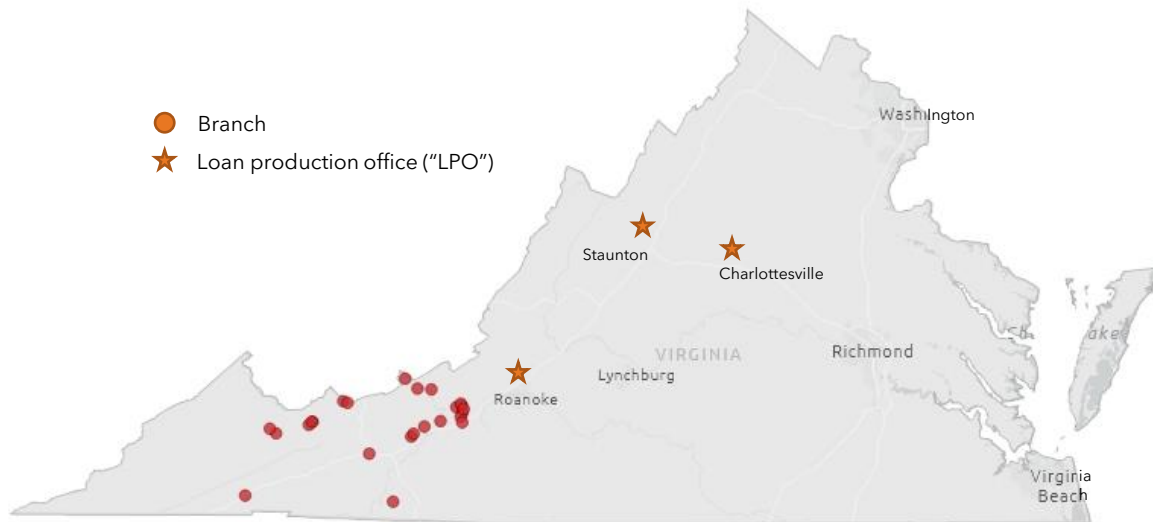 Branch
Loan production office (“LPO”)
Washington
Staunton
Charlottesville
VIRGINIA
Richmond
Lynchburg
Roanoke
Virginia
Beach